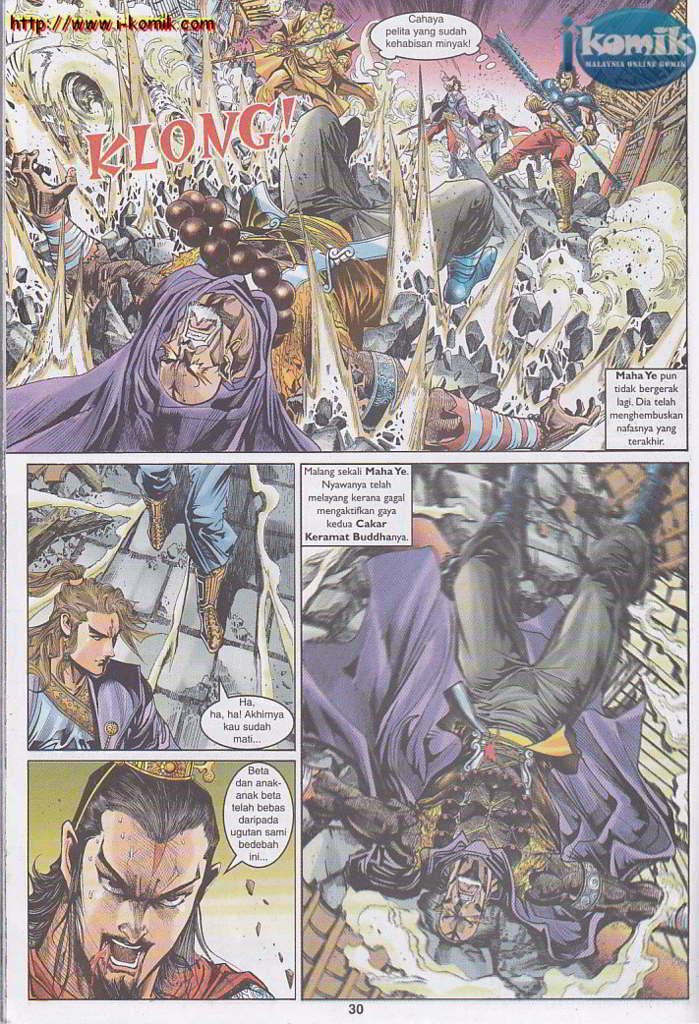 http://www.i-komik.com
Cahaya
pelita yang sudah
kehabisan minyak!
ikomik
MALAYSIA ONLINE KOMIK
KLONG!
Maha Ye pun
tidak bergerak
lagi. Dia telah
menghembuskan
nafasnya yang
terakhir.
Malang sekali Maha Ye.
Nyawanya telah
melayang kerana gagal
mengaktifkan gaya
kedua Cakar
Keramat Buddhanya.
Ha,
ha, ha! Akhirnya
kau sudah
mati...
Beta
dan anak-
anak beta
telah bebas
daripada
ugutan sami
bedebah
ini...
30